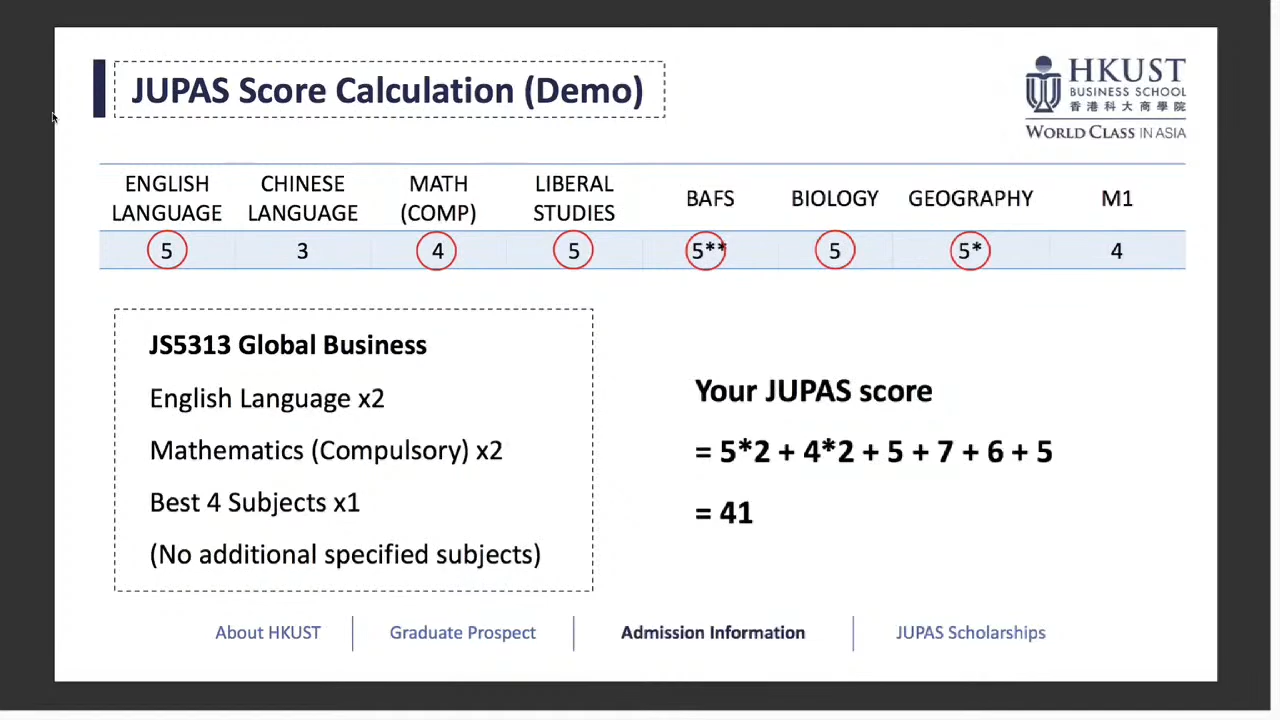 JUPAS Score Calculation (Demo)
HKUST
BUSINESS SCHOOL
香港科大商學院
WORLD CLASS IN ASIA
ENGLISH LANGUAGE
CHINESE LANGUAGE
MATH (COMP)
LIBERAL STUDIES
BAFS
BIOLOGY
GEOGRAPHY
M1
5
3
4
5
5**
5
5*
4
JS5313 Global Business
English Language x2
Mathematics (Compulsory) x2
Best 4 Subjects x1
(No additional specified subjects)
Your JUPAS score
= 5*2 + 4*2 + 5 + 7 + 6 + 5
= 41
About HKUST
Graduate Prospect
Admission Information
JUPAS Scholarships